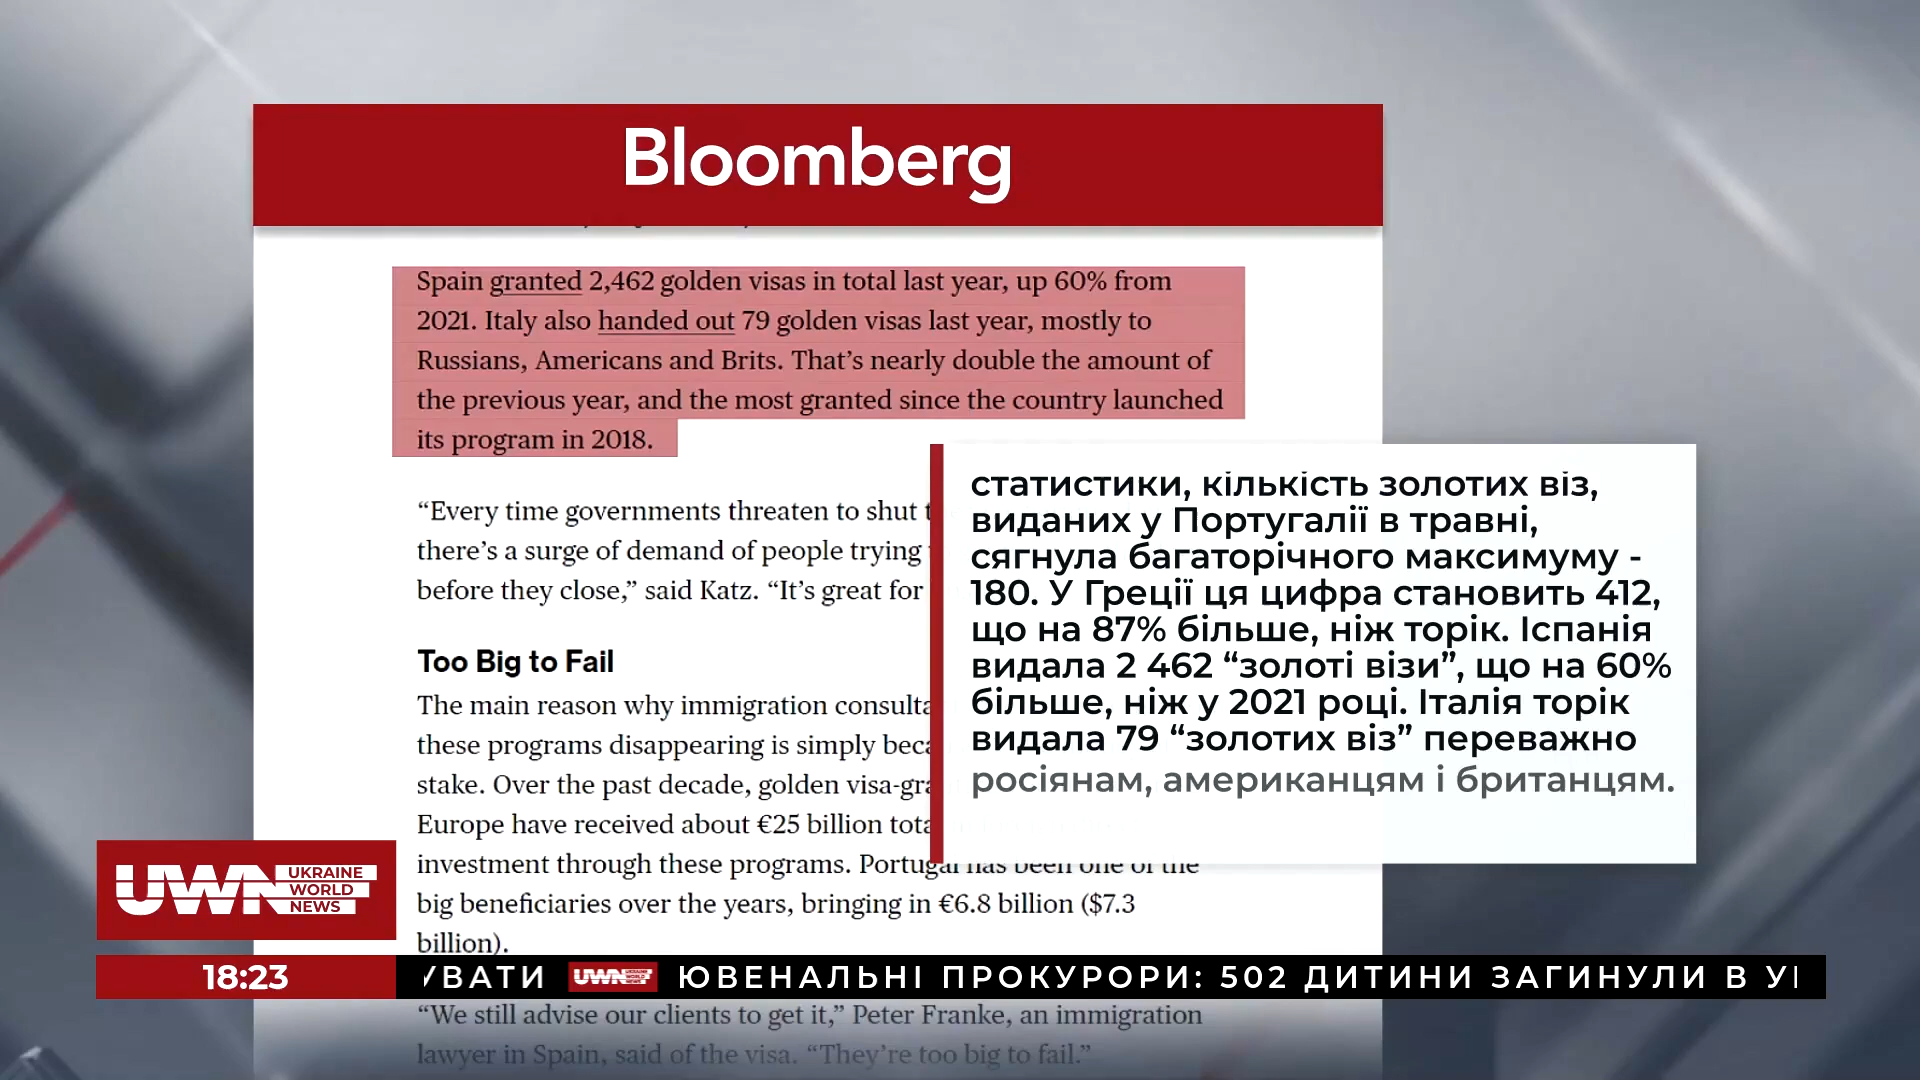 Bloomberg
Spain granted 2,462 golden visas in total last year, up 60% from
2021. Italy also handed out 79 golden visas last year, mostly to
Russians, Americans and Brits. That’s nearly double the amount of
the previous year, and the most granted since the country launched
its program in 2018.
“Every time governments threaten to shut
there’s a surge of demand of people trying
before they close,” said Katz. “It’s great for
Too Big to Fail
The main reason why immigration
these programs disappearing is simply
stake. Over the past decade, golden
Europe have received about €25 billion
investment through these programs. Portugal has been one of the
big beneficiaries over the years, bringing in €6.8 billion ($7.3
billion).
“We still advise our clients to get it,” Peter Franke, an immigration
lawyer in Spain, said of the visa. “They’re too big to fail.”
статистики, кількість золотих віз,
виданих у Португалії в травні,
сягнула багаторічного максимуму -
180. У Греції ця цифра становить 412,
що на 87% більше, ніж торік. Іспанія
видала 2 462 “золоті візи”, що на 60%
більше, ніж у 2021 році. Італія торік
видала 79 “золотих віз” переважно
росіянам, американцям і британцям.
UWN UKRAINE
WORLD
NEWS
18:23
УВАТИ UWN ЮВЕНАЛЬНІ ПРОКУРОРИ: 502 ДИТИНИ ЗАГИНУЛИ В